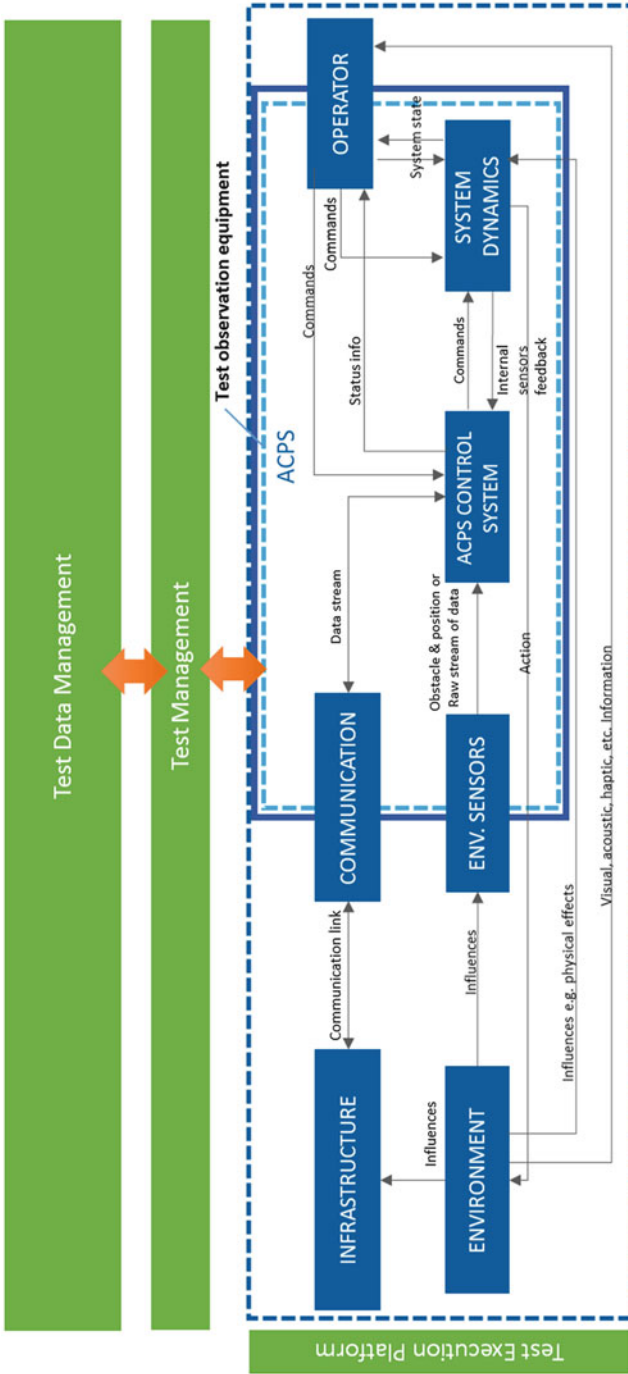 Test Data Management
Test Management
Test Execution Platform
Test observation equipment
ACPS
INFRASTRUCTURE
Communication link
COMMUNICATION
Data stream
Status info
Commands
Commands
OPERATOR
System state
Influences
ENVIRONMENT
Influences
ENV. SENSORS
Obstacle & position or
Raw stream of data
ACPS CONTROL
SYSTEM
Commands
Internal
sensors
feedback
SYSTEM
DYNAMICS
Action
Influences e.g. physical effects
Visual, acoustic, haptic, etc. Information